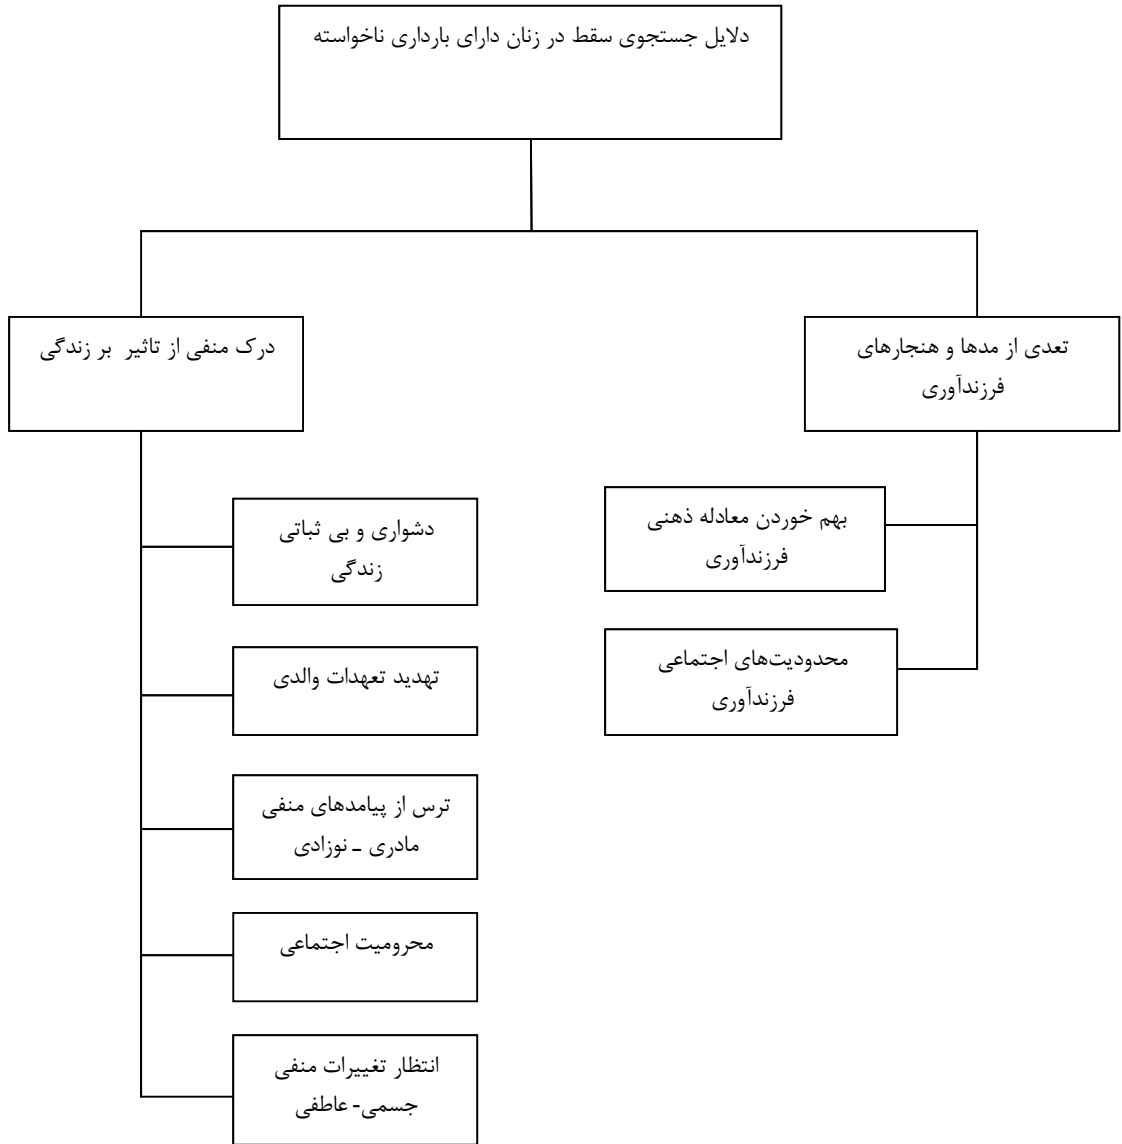 دلایل جستجوی سقط در زنان دارای بارداری ناخواسته
تعدی از مدها و هنجارهای
فرزندآوری
درک منفی از تاثیر بر زندگی
بهم خوردن معادله ذهنی
فرزندآوری
محدودیت‌های اجتماعی
فرزندآوری
دشواری و بی ثباتی
زندگی
تهدید تعهدات والدی
ترس از پیامدهای منفی
مادری - نوزادی
محرومیت اجتماعی
انتظار تغییرات منفی
جسمی- عاطفی